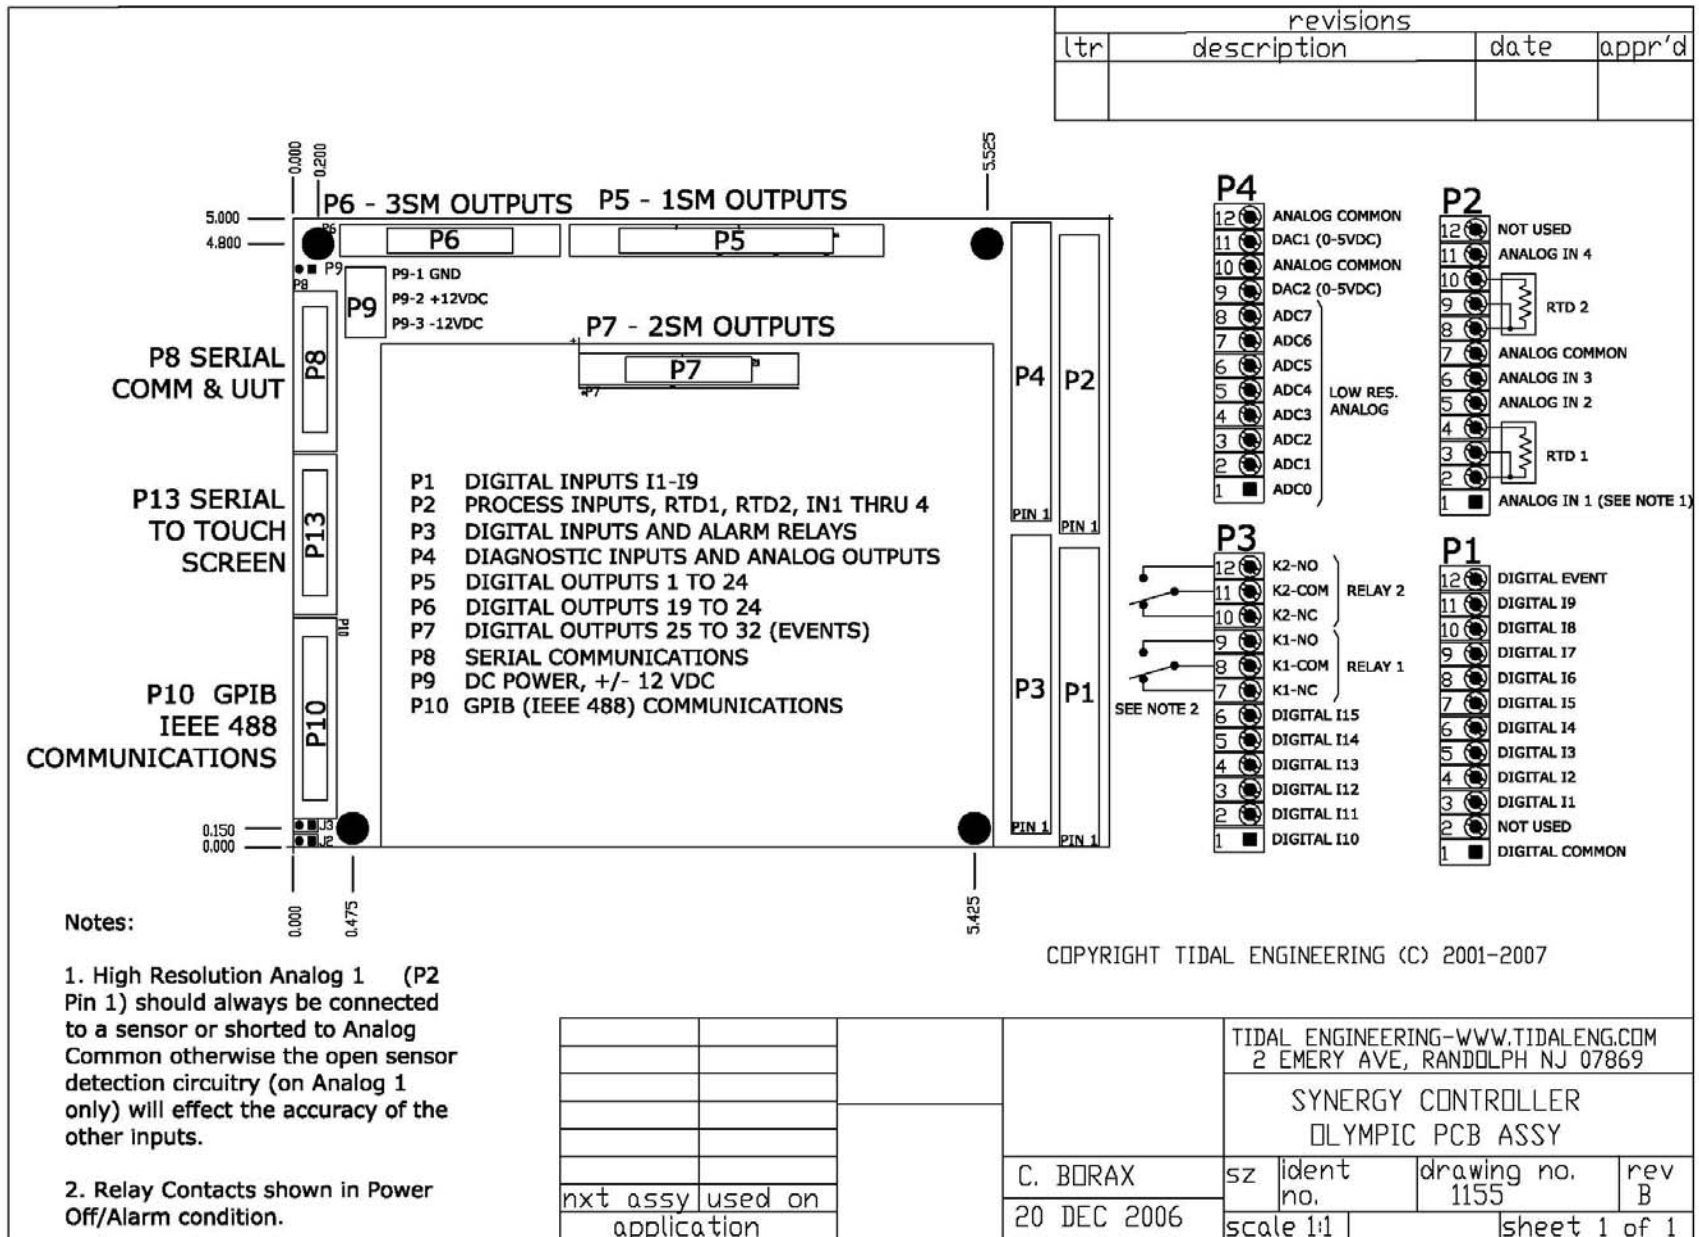 revisions
ltr description date appr'd
0.000
0.200
5.525
5.000
4.800
P6 - 3SM OUTPUTS P5 - 1SM OUTPUTS
P6
P6
P5
P9
P8
P9
P9-1 GND
P9-2 +12VDC
P9-3 -12VDC
P7 - 2SM OUTPUTS
P7
P7
P8 SERIAL
COMM & UUT
P8
P13 SERIAL
TO TOUCH
SCREEN
P13
P10
P10 GPIB
IEEE 488
COMMUNICATIONS
P10
P1 DIGITAL INPUTS I1-I9
P2 PROCESS INPUTS, RTD1, RTD2, IN1 THRU 4
P3 DIGITAL INPUTS AND ALARM RELAYS
P4 DIAGNOSTIC INPUTS AND ANALOG OUTPUTS
P5 DIGITAL OUTPUTS 1 TO 24
P6 DIGITAL OUTPUTS 19 TO 24
P7 DIGITAL OUTPUTS 25 TO 32 (EVENTS)
P8 SERIAL COMMUNICATIONS
P9 DC POWER, +/- 12 VDC
P10 GPIB (IEEE 488) COMMUNICATIONS
P4
P2
PIN 1
PIN 1
P3
P1
PIN 1
PIN 1
J3
J2
0.150
0.000
0.000
0.475
5.425
P4
12 ANALOG COMMON
11 DAC1 (0-5VDC)
10 ANALOG COMMON
9 DAC2 (0-5VDC)
8 ADC7
7 ADC6
6 ADC5
5 ADC4
4 ADC3
3 ADC2
2 ADC1
1 ADC0
LOW RES.
ANALOG
P2
12 NOT USED
11 ANALOG IN 4
10
9 RTD 2
8
7 ANALOG COMMON
6 ANALOG IN 3
5 ANALOG IN 2
4
3 RTD 1
2
1 ANALOG IN 1 (SEE NOTE 1)
P3
12 K2-NO
11 K2-COM RELAY 2
10 K2-NC
9 K1-NO
8 K1-COM RELAY 1
7 K1-NC
SEE NOTE 2
6 DIGITAL I15
5 DIGITAL I14
4 DIGITAL I13
3 DIGITAL I12
2 DIGITAL I11
1 DIGITAL I10
P1
12 DIGITAL EVENT
11 DIGITAL I9
10 DIGITAL I8
9 DIGITAL I7
8 DIGITAL I6
7 DIGITAL I5
6 DIGITAL I4
5 DIGITAL I3
4 DIGITAL I2
3 DIGITAL I1
2 NOT USED
1 DIGITAL COMMON
Notes:
1. High Resolution Analog 1 (P2
Pin 1) should always be connected
to a sensor or shorted to Analog
Common otherwise the open sensor
detection circuitry (on Analog 1
only) will effect the accuracy of the
other inputs.
2. Relay Contacts shown in Power
Off/Alarm condition.
COPYRIGHT TIDAL ENGINEERING (C) 2001-2007
nxt assy used on
application
C. BORAX
20 DEC 2006
TIDAL ENGINEERING-WWW.TIDALENG.COM
2 EMERY AVE, RANDOLPH NJ 07869
SYNERGY CONTROLLER
OLYMPIC PCB ASSY
sz ident no. drawing no. rev
1155 B
scale 1:1 sheet 1 of 1